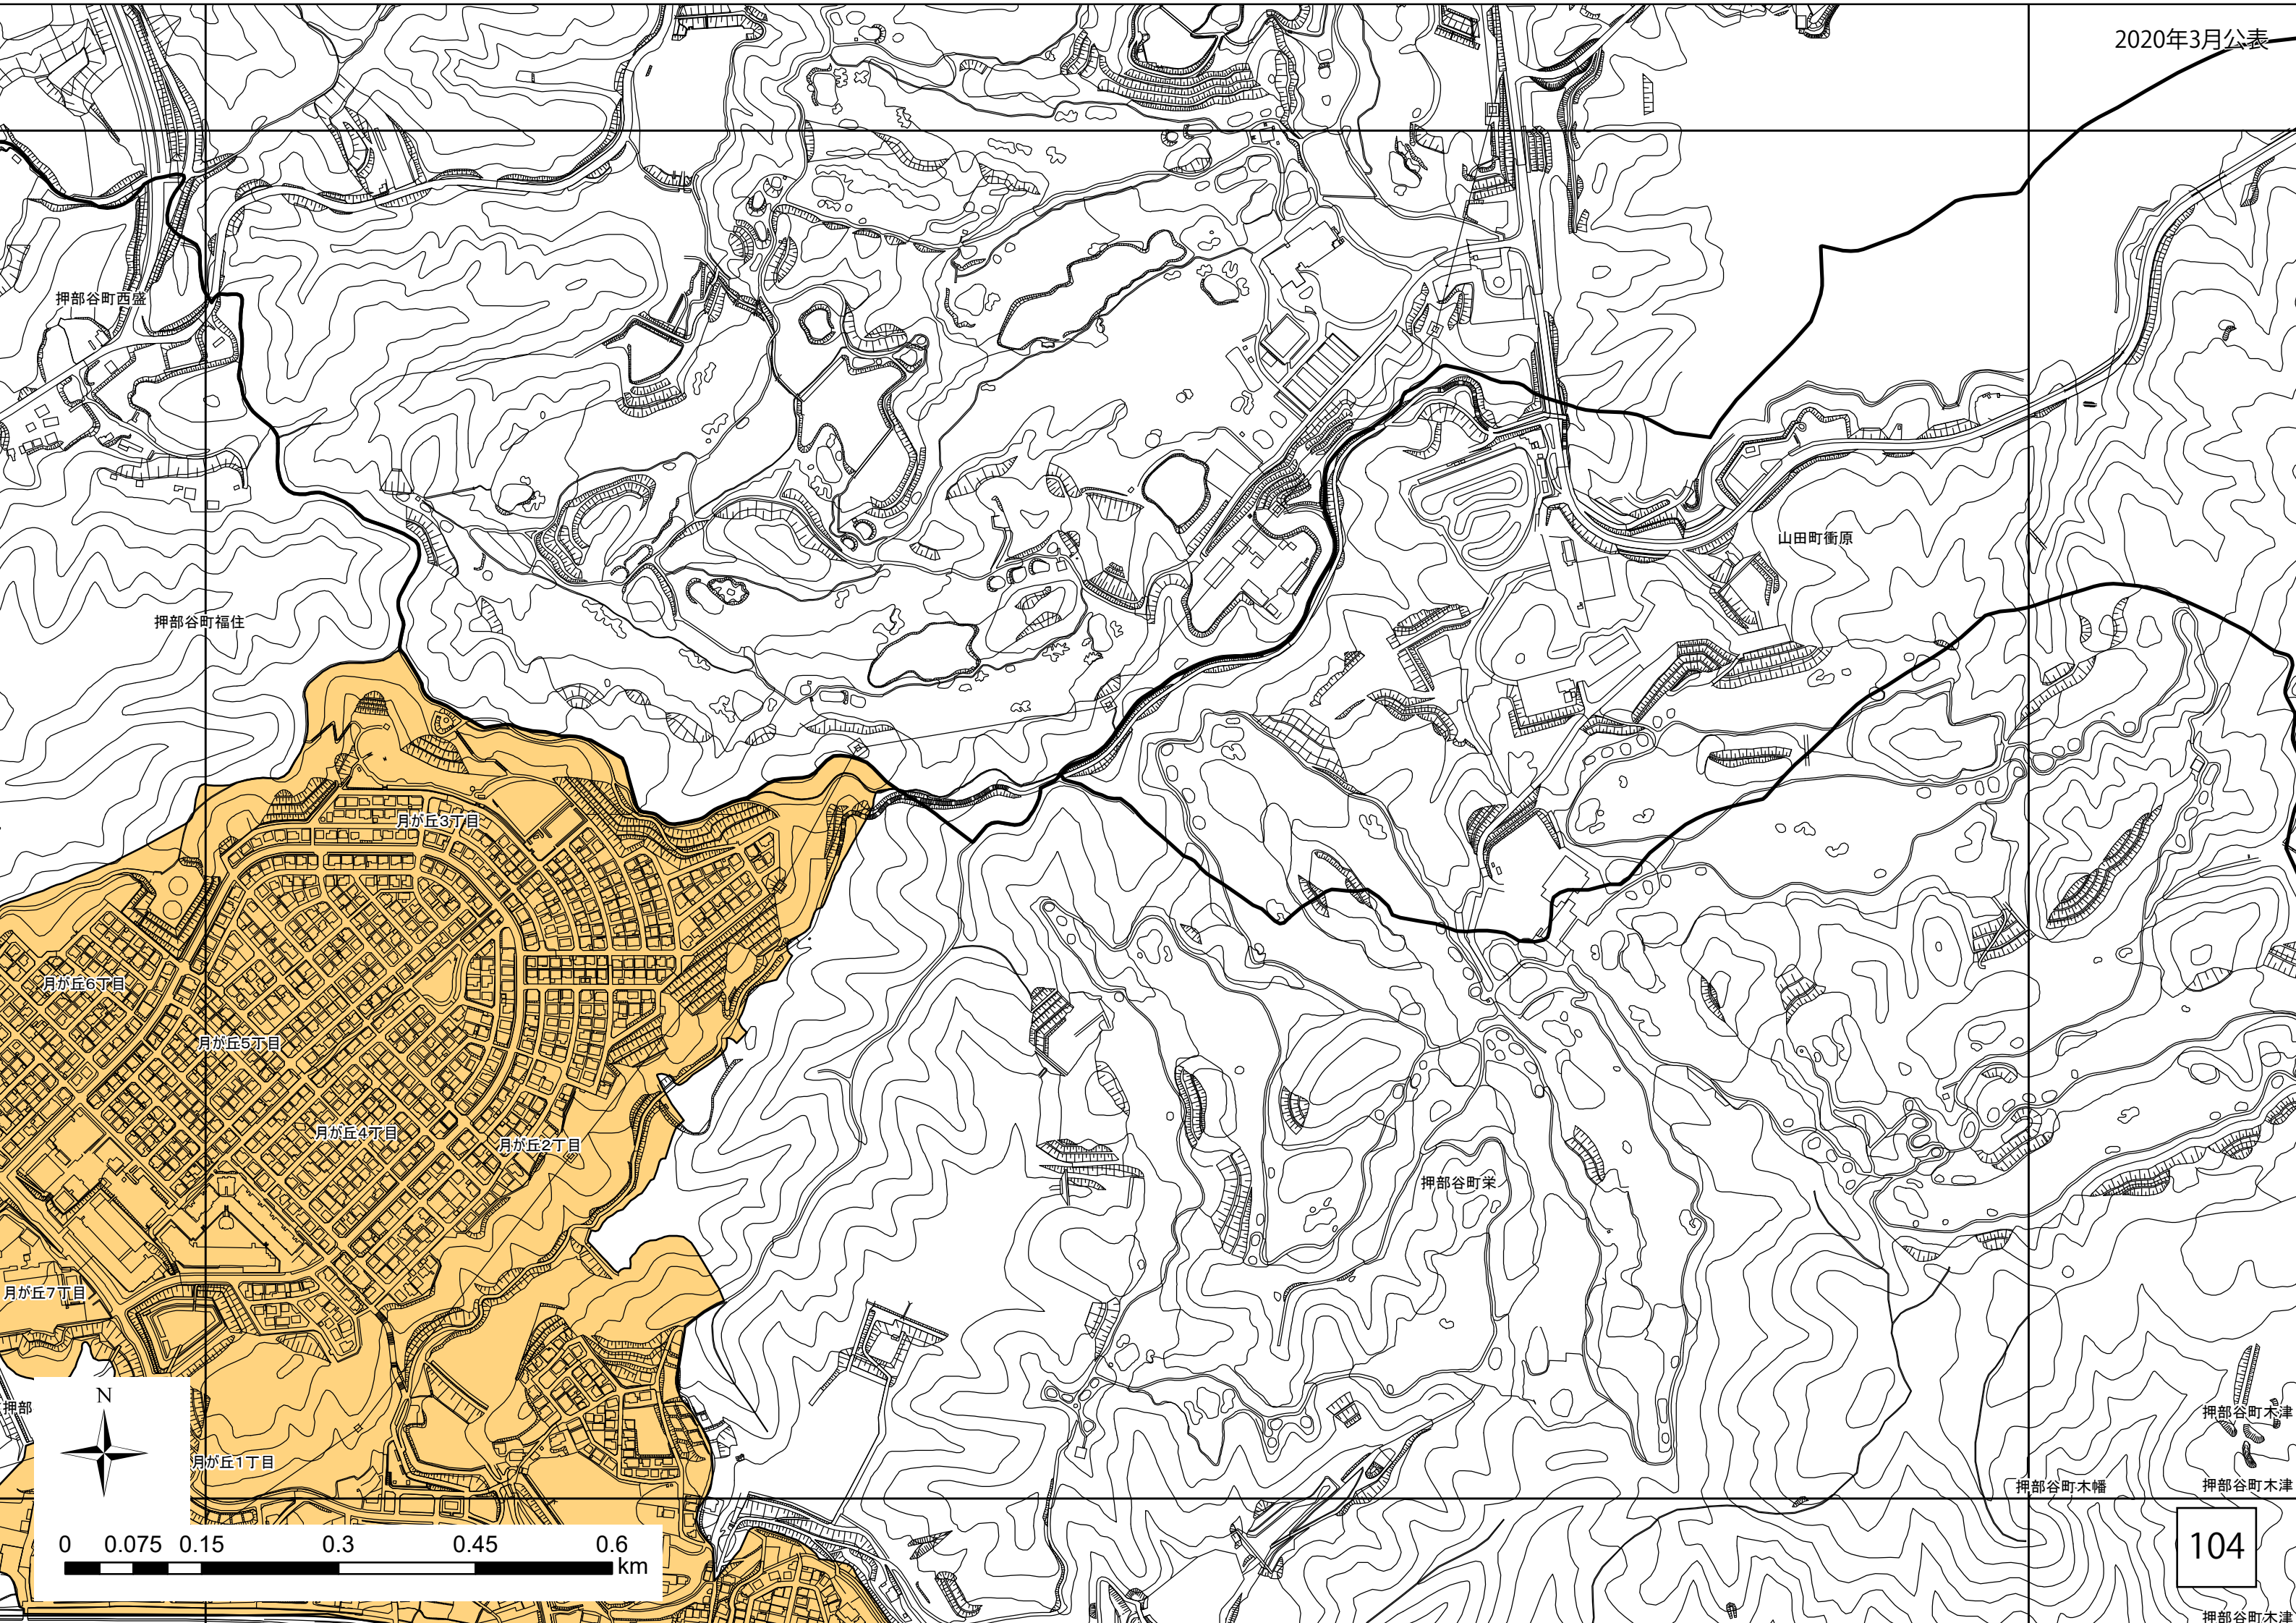 2020年3月公表
押部谷町西盛
山田町衝原
押部谷町福住
月が丘3丁目
月が丘6丁目
月が丘5丁目
月が丘4丁目
月が丘2丁目
押部谷町栄
月が丘7丁目
N
押部
押部谷町木津
月が丘1丁目
押部谷町木幡
押部谷町木津
0 0.075 0.15 0.3 0.45 0.6
km
104
押部谷町木津